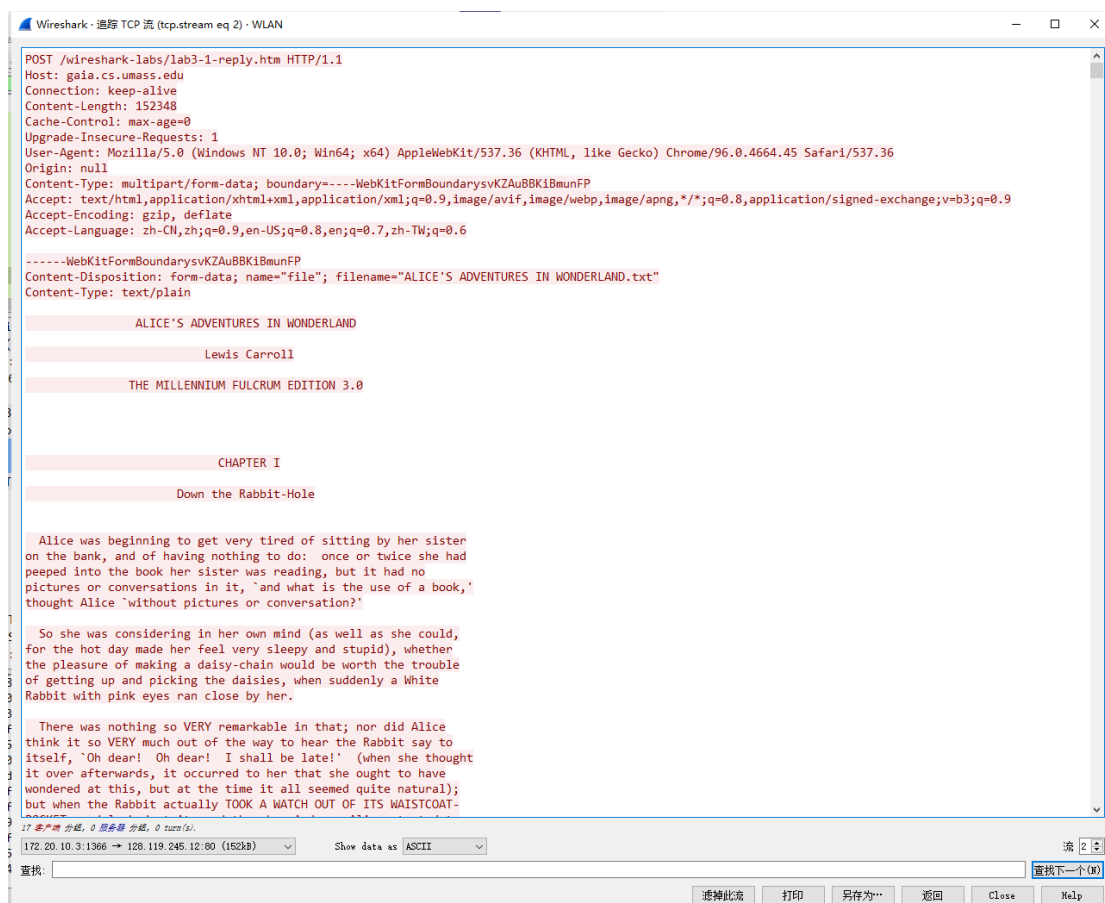 Wireshark · 追踪 TCP 流 (tcp.stream eq 2) · WLAN
POST /wireshark-labs/lab3-1-reply.htm HTTP/1.1
Host: gaia.cs.umass.edu
Connection: keep-alive
Content-Length: 152348
Cache-Control: max-age=0
Upgrade-Insecure-Requests: 1
User-Agent: Mozilla/5.0 (Windows NT 10.0; Win64; x64) AppleWebKit/537.36 (KHTML, like Gecko) Chrome/96.0.4664.45 Safari/537.36
Origin: null
Content-Type: multipart/form-data; boundary=----WebKitFormBoundarysvKZAuBBKiBmunFP
Accept: text/html,application/xhtml+xml,application/xml;q=0.9,image/avif,image/webp,image/apng,*/*;q=0.8,application/signed-exchange;v=b3;q=0.9
Accept-Encoding: gzip, deflate
Accept-Language: zh-CN,zh;q=0.9,en-US;q=0.8,en;q=0.7,zh-TW;q=0.6
------WebKitFormBoundarysvKZAuBBKiBmunFP
Content-Disposition: form-data; name="file"; filename="ALICE'S ADVENTURES IN WONDERLAND.txt"
Content-Type: text/plain
ALICE'S ADVENTURES IN WONDERLAND
Lewis Carroll
THE MILLENNIUM FULCRUM EDITION 3.0
CHAPTER I
Down the Rabbit-Hole
Alice was beginning to get very tired of sitting by her sister
on the bank, and of having nothing to do:  once or twice she had
peeped into the book her sister was reading, but it had no
pictures or conversations in it, `and what is the use of a book,'
thought Alice `without pictures or conversation?'
So she was considering in her own mind (as well as she could,
for the hot day made her feel very sleepy and stupid), whether
the pleasure of making a daisy-chain would be worth the trouble
of getting up and picking the daisies, when suddenly a White
Rabbit with pink eyes ran close by her.
There was nothing so VERY remarkable in that; nor did Alice
think it so VERY much out of the way to hear the Rabbit say to
itself, `Oh dear!  Oh dear!  I shall be late!'  (when she thought
it over afterwards, it occurred to her that she ought to have
wondered at this, but at the time it all seemed quite natural);
but when the Rabbit actually TOOK A WATCH OUT OF ITS WAISTCOAT-
17 客户端 分组, 0 服务器 分组, 0 turn(s).
172.20.10.3:1366 → 128.119.245.12:80 (152kB) Show data as ASCII 流 2
查找: 查找下一个(N)
滤掉此流 打印 另存为… 返回 Close Help